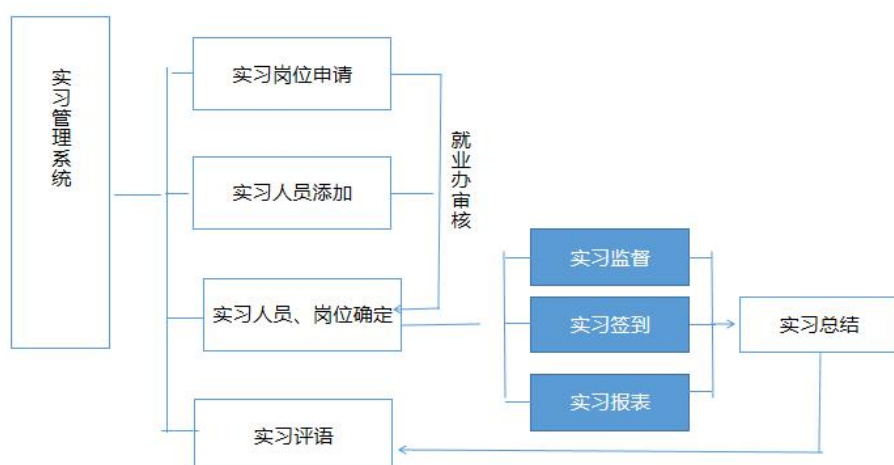 实习管理系统
实习岗位申请
实习人员添加
就业办审核
实习人员、岗位确定
实习监督
实习签到
实习报表
实习总结
实习评语